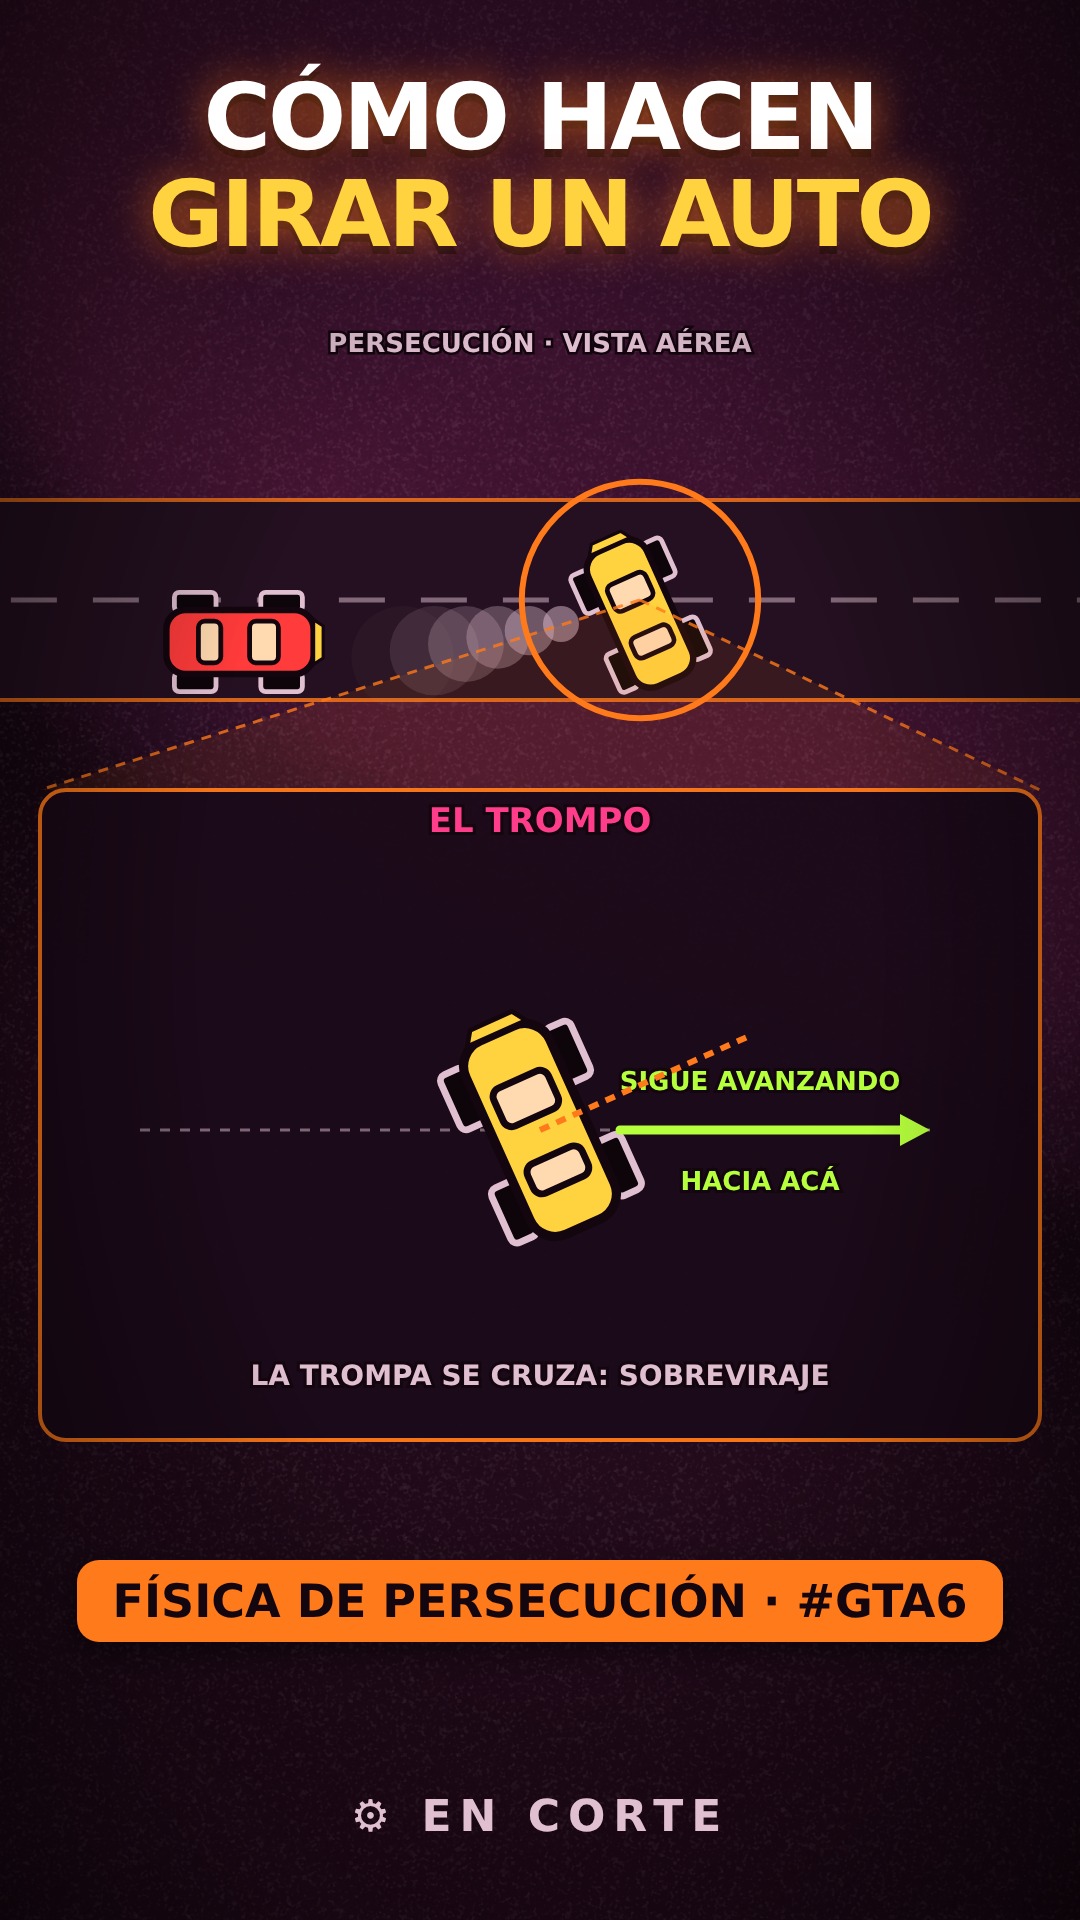 CÓMO HACEN
GIRAR UN AUTO
PERSECUCIÓN · VISTA AÉREA
EL TROMPO
SIGUE AVANZANDO
HACIA ACÁ
LA TROMPA SE CRUZA: SOBREVIRAJE
FÍSICA DE PERSECUCIÓN · #GTA6
⚙ EN CORTE